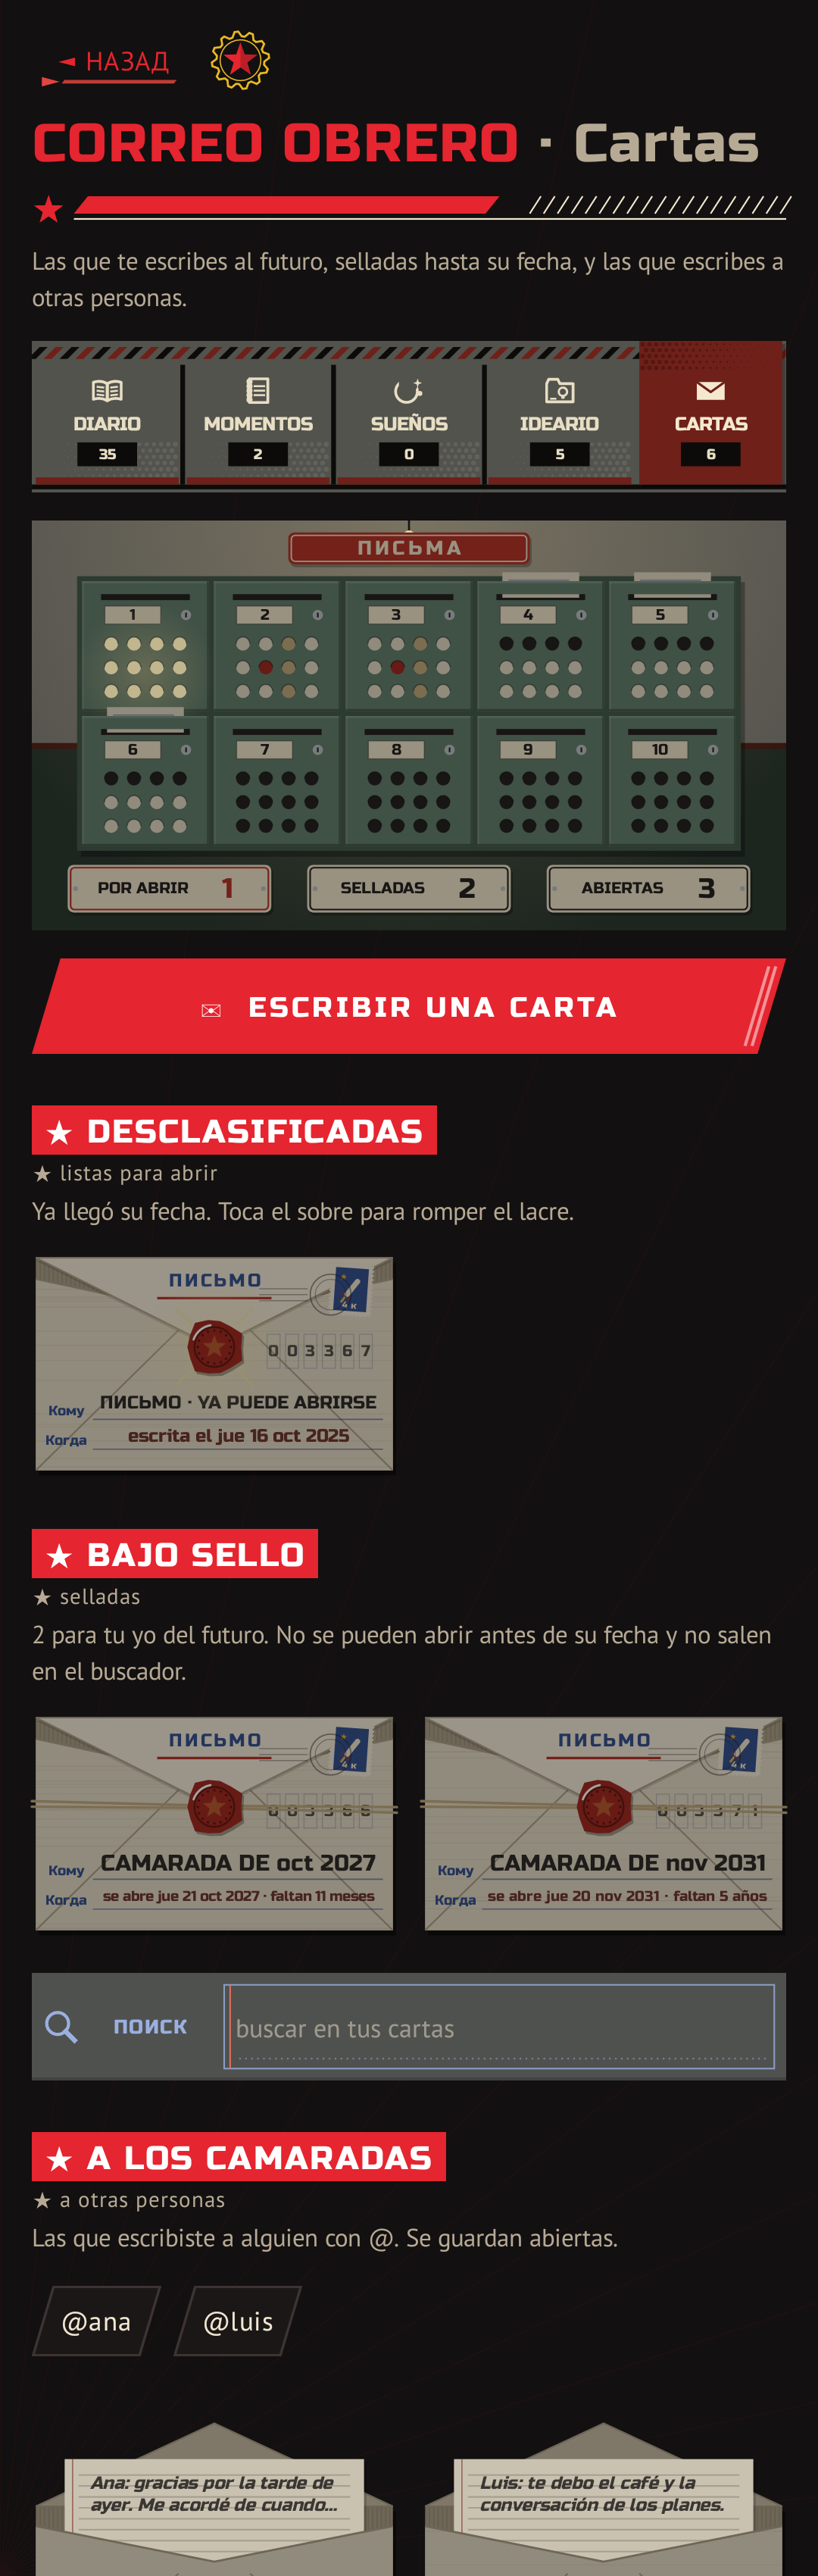 НАЗАД
CORREO OBRERO · Cartas
Las que te escribes al futuro, selladas hasta su fecha, y las que escribes a
otras personas.
DIARIO
35
MOMENTOS
2
SUEÑOS
0
IDEARIO
5
CARTAS
6
ПИСЬМА
1
2
3
4
5
6
7
8
9
10
POR ABRIR 1
SELLADAS 2
ABIERTAS 3
ESCRIBIR UNA CARTA
DESCLASIFICADAS
listas para abrir
Ya llegó su fecha. Toca el sobre para romper el lacre.
ПИСЬМО
4 K
003367
Кому ПИСЬМО · YA PUEDE ABRIRSE
Когда escrita el jue 16 oct 2025
BAJO SELLO
selladas
2 para tu yo del futuro. No se pueden abrir antes de su fecha y no salen
en el buscador.
ПИСЬМО
4 K
Кому CAMARADA DE oct 2027
Когда se abre jue 21 oct 2027 · faltan 11 meses
ПИСЬМО
4 K
003371
Кому CAMARADA DE nov 2031
Когда se abre jue 20 nov 2031 · faltan 5 años
ПОИСК
buscar en tus cartas
A LOS CAMARADAS
a otras personas
Las que escribiste a alguien con @. Se guardan abiertas.
@ana
@luis
Ana: gracias por la tarde de
ayer. Me acordé de cuando...
Luis: te debo el café y la
conversación de los planes.